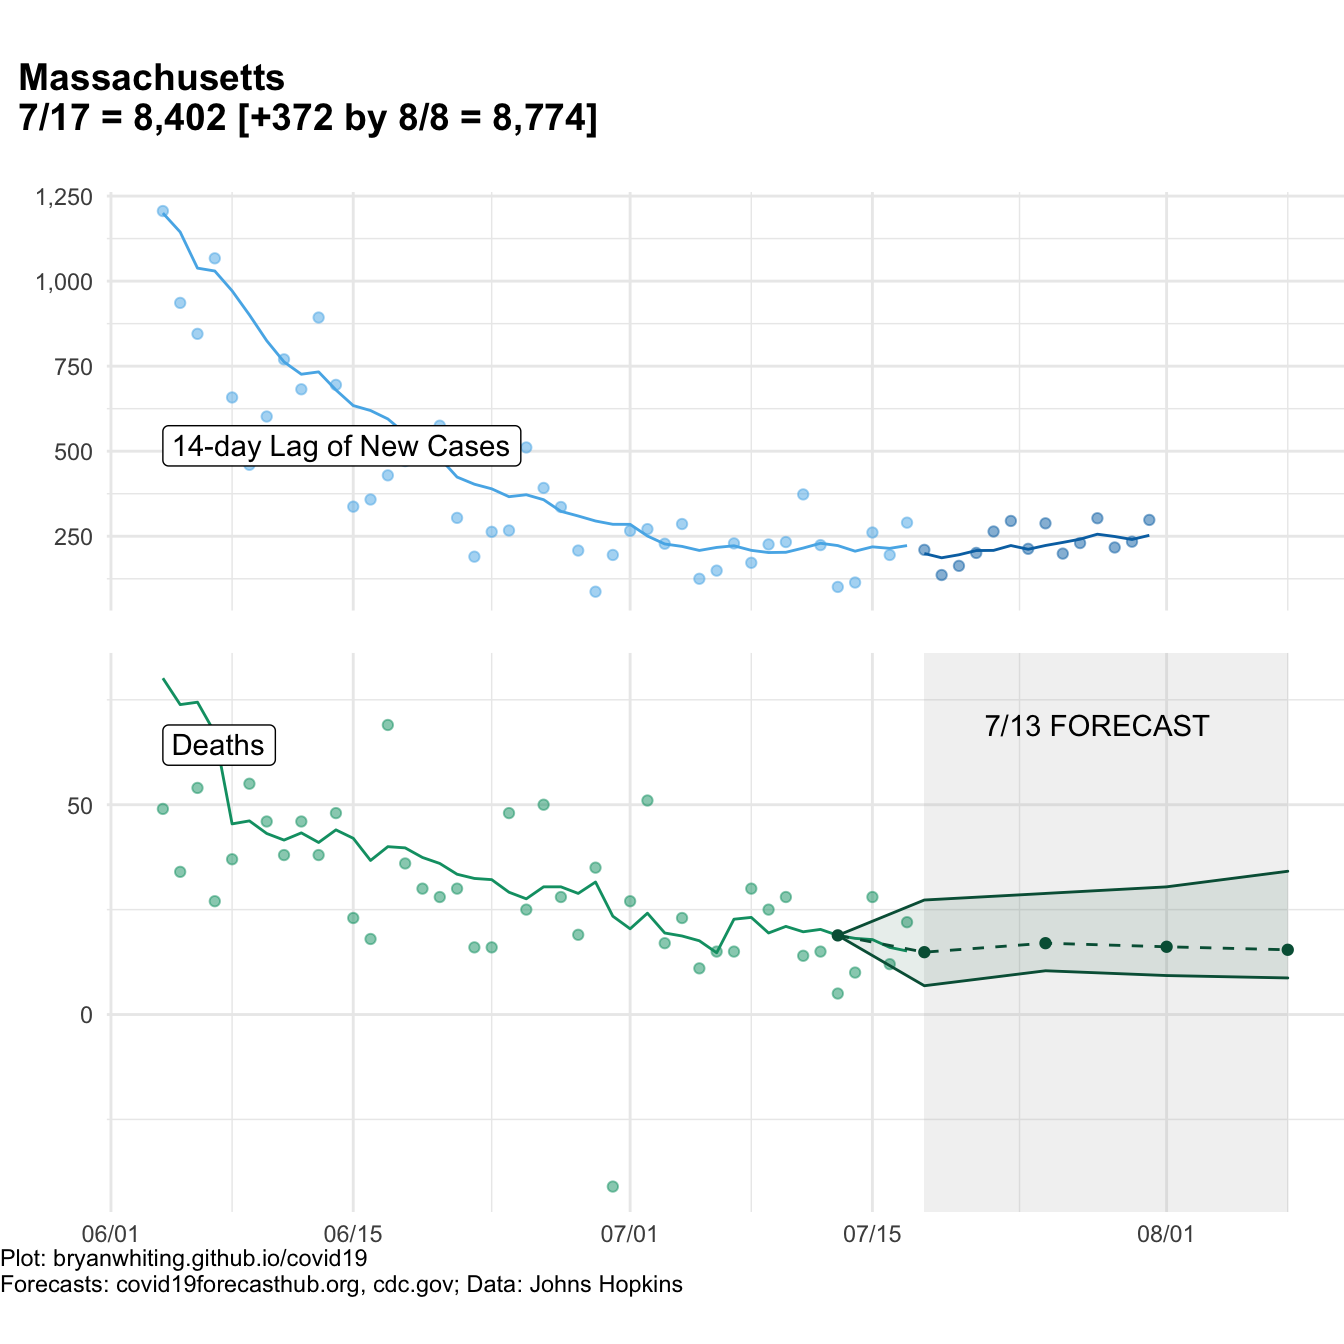 Massachusetts
7/17 = 8,402 [+372 by 8/8 = 8,774]
1,250
1,000
750
500
250
14-day Lag of New Cases
7/13 FORECAST
Deaths
50
0
06/01 06/15 07/01 07/15 08/01
Plot: bryanwhiting.github.io/covid19
Forecasts: covid19forecasthub.org, cdc.gov; Data: Johns Hopkins